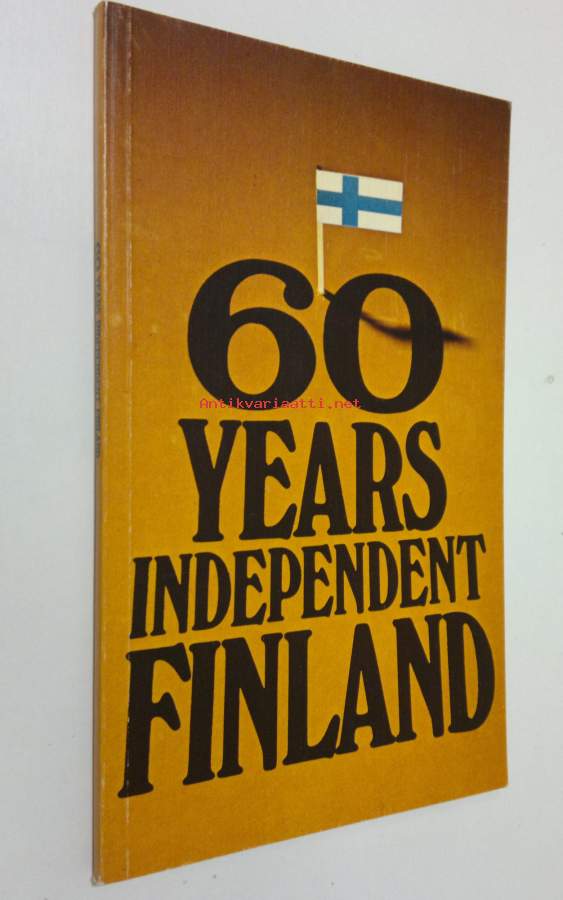 60
Antikvariaatti.net
YEARS
INDEPENDENT
FINLAND